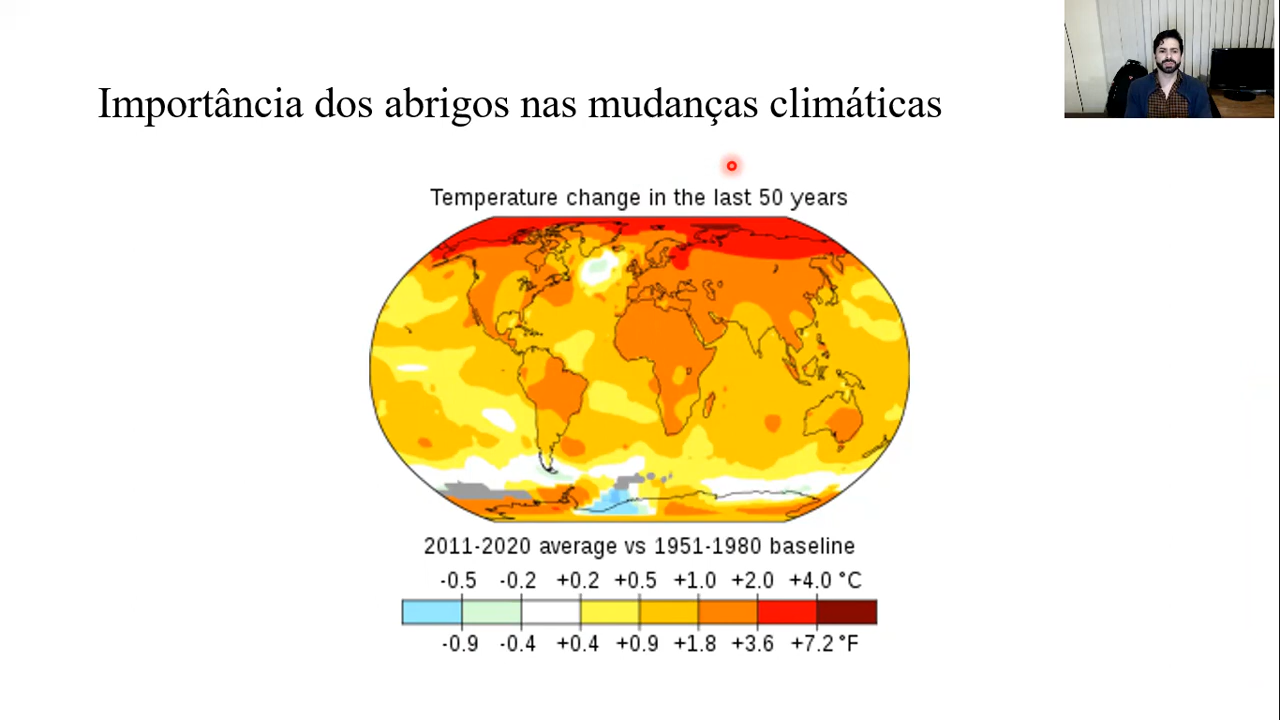 Importância dos abrigos nas mudanças climáticas
Temperature change in the last 50 years
2011-2020 average vs 1951-1980 baseline
-0.5 -0.2 +0.2 +0.5 +1.0 +2.0 +4.0 °C
-0.9 -0.4 +0.4 +0.9 +1.8 +3.6 +7.2 °F